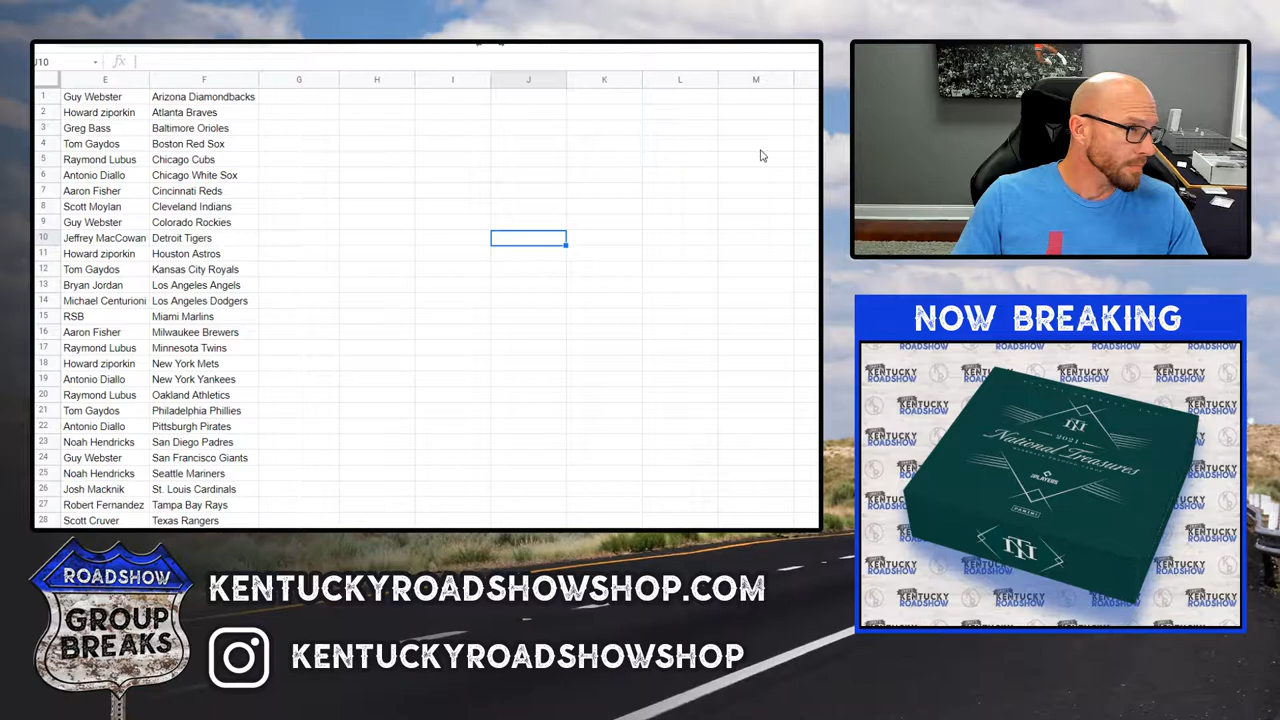 J10
fx
E F G H I J K L M
1 Guy Webster Arizona Diamondbacks
2 Howard ziporkin Atlanta Braves
3 Greg Bass Baltimore Orioles
4 Tom Gaydos Boston Red Sox
5 Raymond Lubus Chicago Cubs
6 Antonio Diallo Chicago White Sox
7 Aaron Fisher Cincinnati Reds
8 Scott Moylan Cleveland Indians
9 Guy Webster Colorado Rockies
10 Jeffrey MacCowan Detroit Tigers
11 Howard ziporkin Houston Astros
12 Tom Gaydos Kansas City Royals
13 Bryan Jordan Los Angeles Angels
14 Michael Centurioni Los Angeles Dodgers
15 RSB Miami Marlins
16 Aaron Fisher Milwaukee Brewers
17 Raymond Lubus Minnesota Twins
18 Howard ziporkin New York Mets
19 Antonio Diallo New York Yankees
20 Raymond Lubus Oakland Athletics
21 Tom Gaydos Philadelphia Phillies
22 Antonio Diallo Pittsburgh Pirates
23 Noah Hendricks San Diego Padres
24 Guy Webster San Francisco Giants
25 Noah Hendricks Seattle Mariners
26 Josh Macknik St. Louis Cardinals
27 Robert Fernandez Tampa Bay Rays
28 Scott Cruver Texas Rangers
NOW BREAKING
KENTUCKY
ROADSHOW
2021
National Treasures
PLAYERS
PANINI
ROADSHOW
GROUP
BREAKS
KENTUCKYROADSHOWSHOP.COM
KENTUCKYROADSHOWSHOP